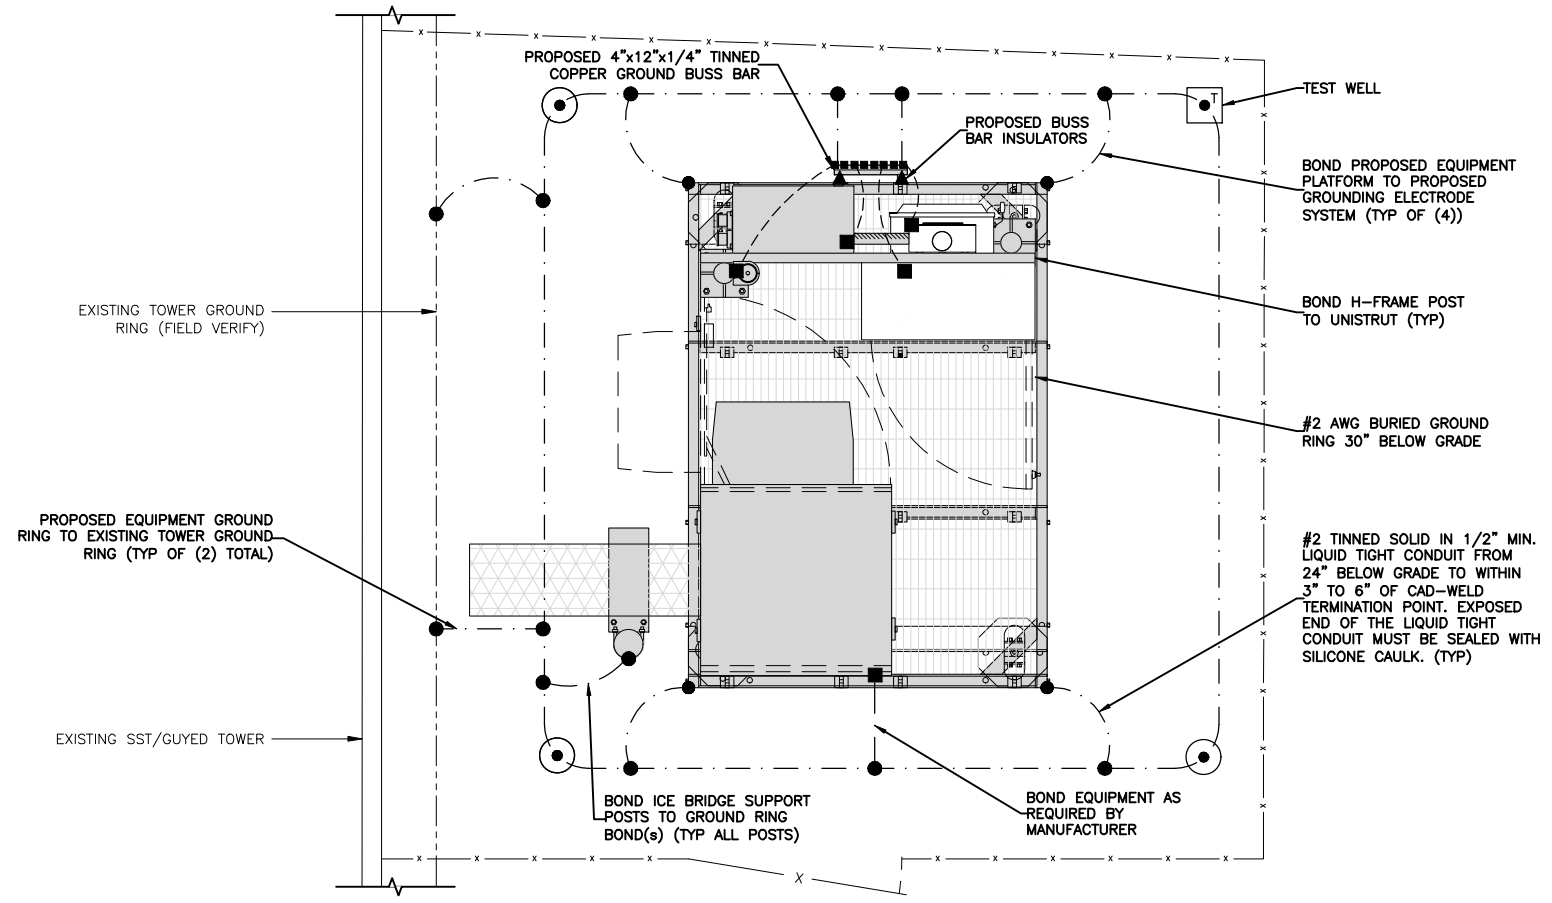 PROPOSED 4"x12"x1/4" TINNED
COPPER GROUND BUSS BAR
TEST WELL
T
PROPOSED BUSS
BAR INSULATORS
BOND PROPOSED EQUIPMENT
PLATFORM TO PROPOSED
GROUNDING ELECTRODE
SYSTEM (TYP OF (4))
EXISTING TOWER GROUND
RING (FIELD VERIFY)
BOND H-FRAME POST
TO UNISTRUT (TYP)
#2 AWG BURIED GROUND
RING 30" BELOW GRADE
PROPOSED EQUIPMENT GROUND
RING TO EXISTING TOWER GROUND
RING (TYP OF (2) TOTAL)
#2 TINNED SOLID IN 1/2" MIN.
LIQUID TIGHT CONDUIT FROM
24" BELOW GRADE TO WITHIN
3" TO 6" OF CAD-WELD
TERMINATION POINT. EXPOSED
END OF THE LIQUID TIGHT
CONDUIT MUST BE SEALED WITH
SILICONE CAULK. (TYP)
EXISTING SST/GUYED TOWER
BOND ICE BRIDGE SUPPORT
POSTS TO GROUND RING
BOND(s) (TYP ALL POSTS)
BOND EQUIPMENT AS
REQUIRED BY
MANUFACTURER
X